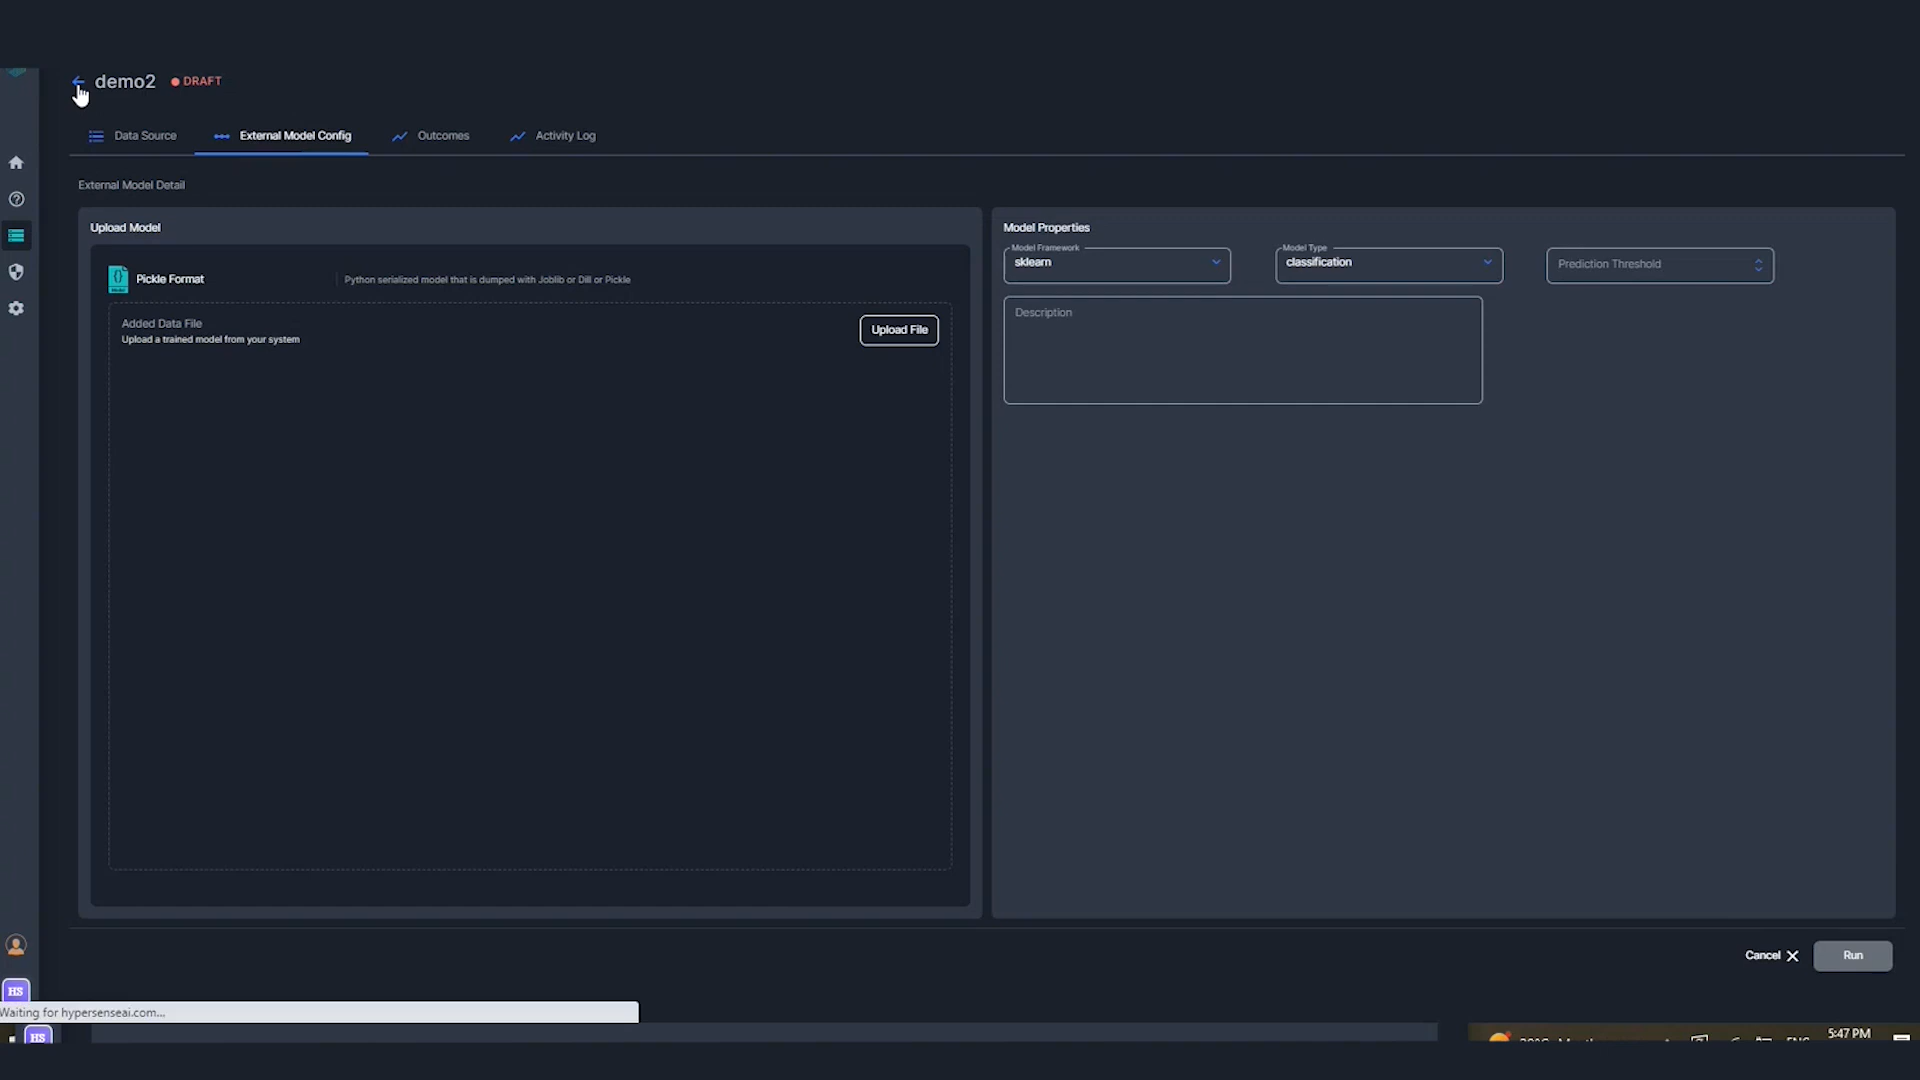 demo2 DRAFT
Data Source External Model Config Outcomes Activity Log
External Model Detail
Upload Model
Pickle Format Python serialized model that is dumped with Joblib or Dill or Pickle
Added Data File
Upload a trained model from your system
Upload File
Model Properties
Model Framework
sklearn
Model Type
classification
Prediction Threshold
Description
Cancel Run
HS
Waiting for hypersenseai.com...
HS
5:47 PM